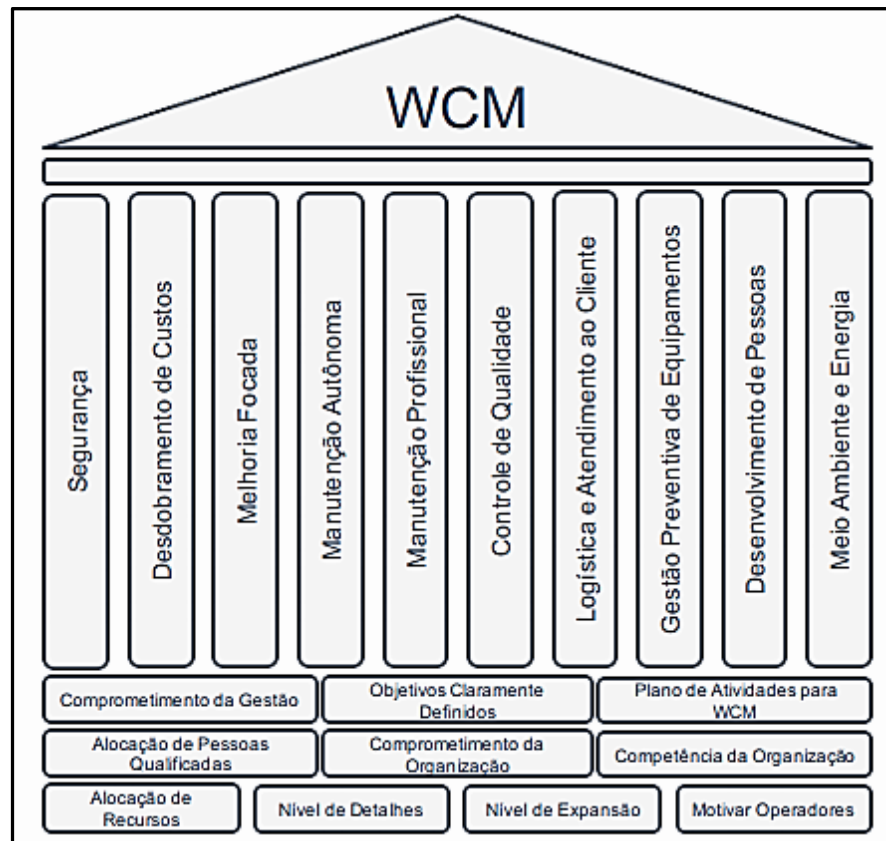 WCM
Segurança
Desdobramento de Custos
Melhoria Focada
Manutenção Autônoma
Manutenção Profissional
Controle de Qualidade
Logística e Atendimento ao Cliente
Gestão Preventiva de Equipamentos
Desenvolvimento de Pessoas
Meio Ambiente e Energia
Comprometimento da Gestão
Objetivos Claramente
Definidos
Plano de Atividades para
WCM
Alocação de Pessoas
Qualificadas
Comprometimento da
Organização
Competência da Organização
Alocação de
Recursos
Nivel de Detalhes
Nivel de Expansão
Motivar Operadores